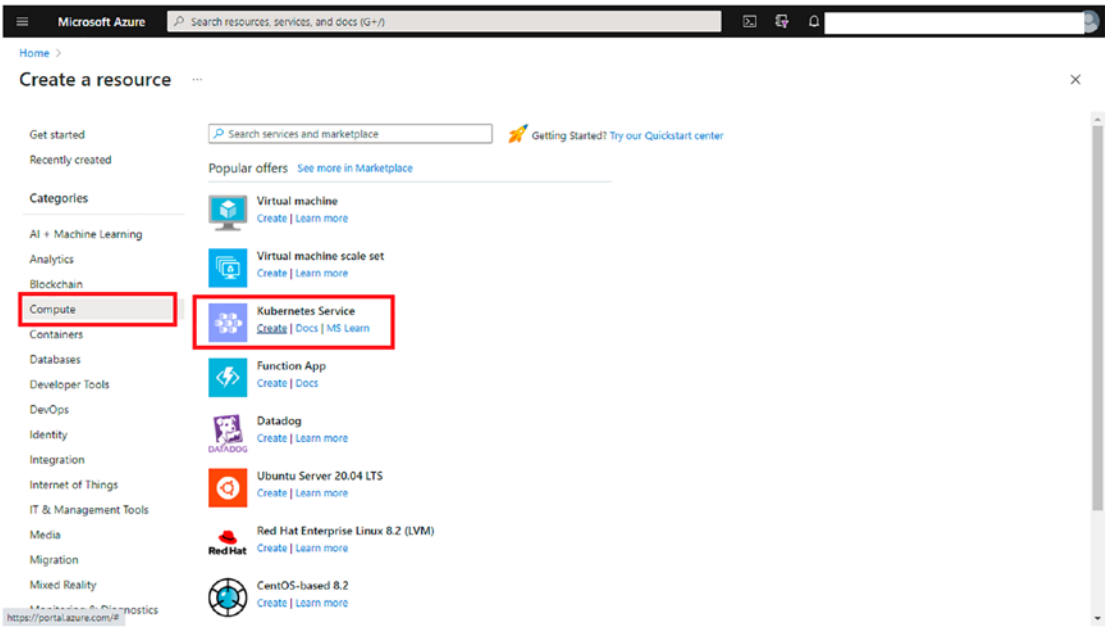 Microsoft Azure
Search resources, services, and docs (G+/)
Home >
Create a resource ...
Get started
Recently created
Categories
AI + Machine Learning
Analytics
Blockchain
Compute
Containers
Databases
Developer Tools
DevOps
Identity
Integration
Internet of Things
IT & Management Tools
Media
Migration
Mixed Reality
Monitoring & Diagnostics
https://portal.azure.com/#
Search services and marketplace
Getting Started? Try our Quickstart center
Popular offers See more in Marketplace
Virtual machine
Create | Learn more
Virtual machine scale set
Create | Learn more
Kubernetes Service
Create | Docs | MS Learn
Function App
Create | Docs
DATADOG
Datadog
Create | Learn more
Ubuntu Server 20.04 LTS
Create | Learn more
Red Hat
Red Hat Enterprise Linux 8.2 (LVM)
Create | Learn more
CentOS-based 8.2
Create | Learn more